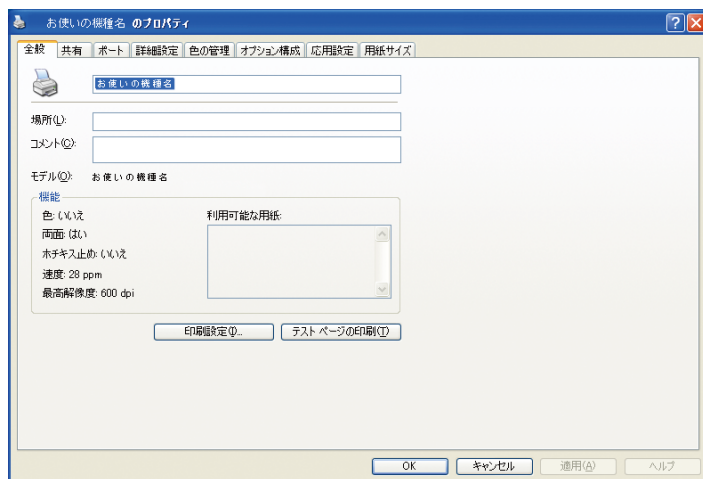 お使いの機種名 のプロパティ
全般 共有 ポート 詳細設定 色の管理 オプション構成 応用設定 用紙サイズ
お使いの機種名
場所(L):
コメント(C):
モデル(O): お使いの機種名
機能
色: いいえ 利用可能な用紙:
両面: はい
ホチキス止め: いいえ
速度: 28 ppm
最高解像度: 600 dpi
印刷設定(I)... テスト ページの印刷(T)
OK キャンセル 適用(A) ヘルプ